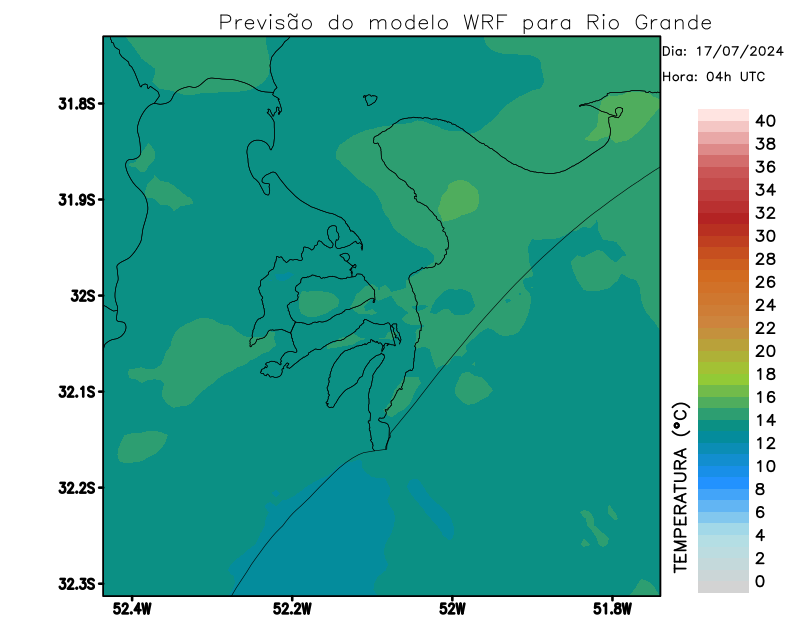 Previsão do modelo WRF para Rio Grande
Dia: 17/07/2024
Hora: 04h UTC
31.8S
31.9S
32S
32.1S
32.2S
32.3S
52.4W
52.2W
52W
51.8W
TEMPERATURA (°C)
40
38
36
34
32
30
28
26
24
22
20
18
16
14
12
10
8
6
4
2
0